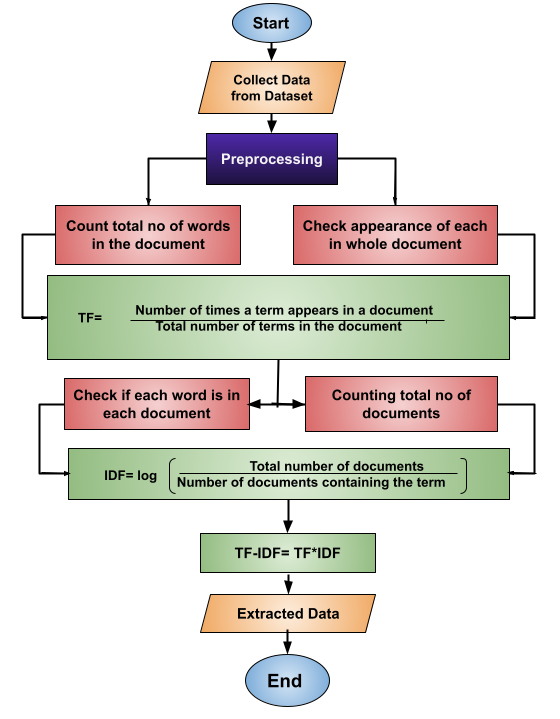 Start
Collect Data
from Dataset
Preprocessing
Count total no of words
in the document
Check appearance of each
in whole document
TF=
Number of times a term appears in a document
Total number of terms in the document
Check if each word is in
each document
Counting total no of
documents
IDF= log
Total number of documents
Number of documents containing the term
TF-IDF= TF*IDF
Extracted Data
End